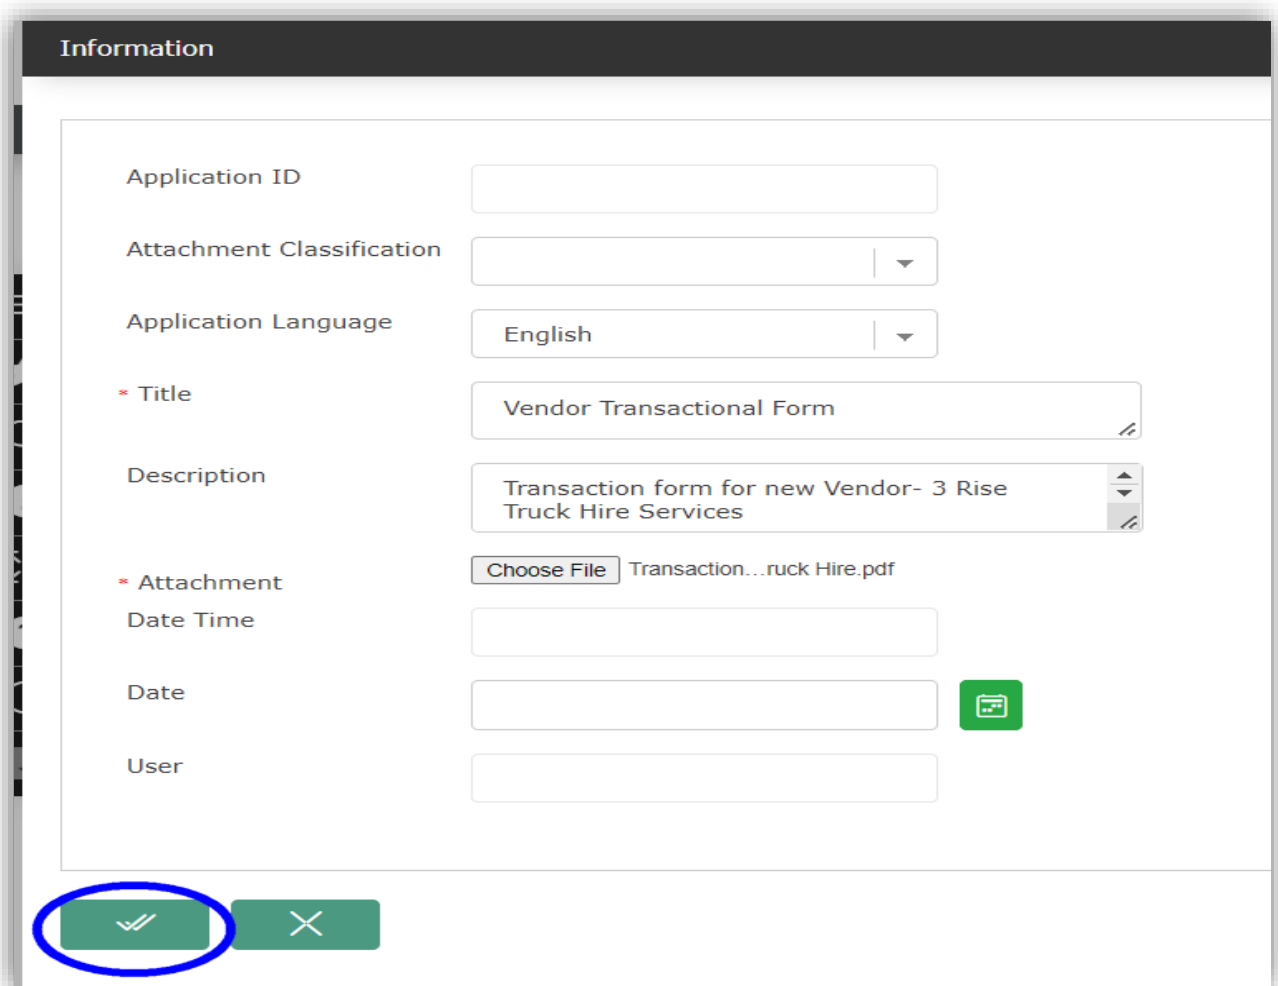 Information
Application ID
Attachment Classification
Application Language
English
* Title
Vendor Transactional Form
Description
Transaction form for new Vendor- 3 Rise
Truck Hire Services
* Attachment
Choose File Transaction...ruck Hire.pdf
Date Time
Date
User